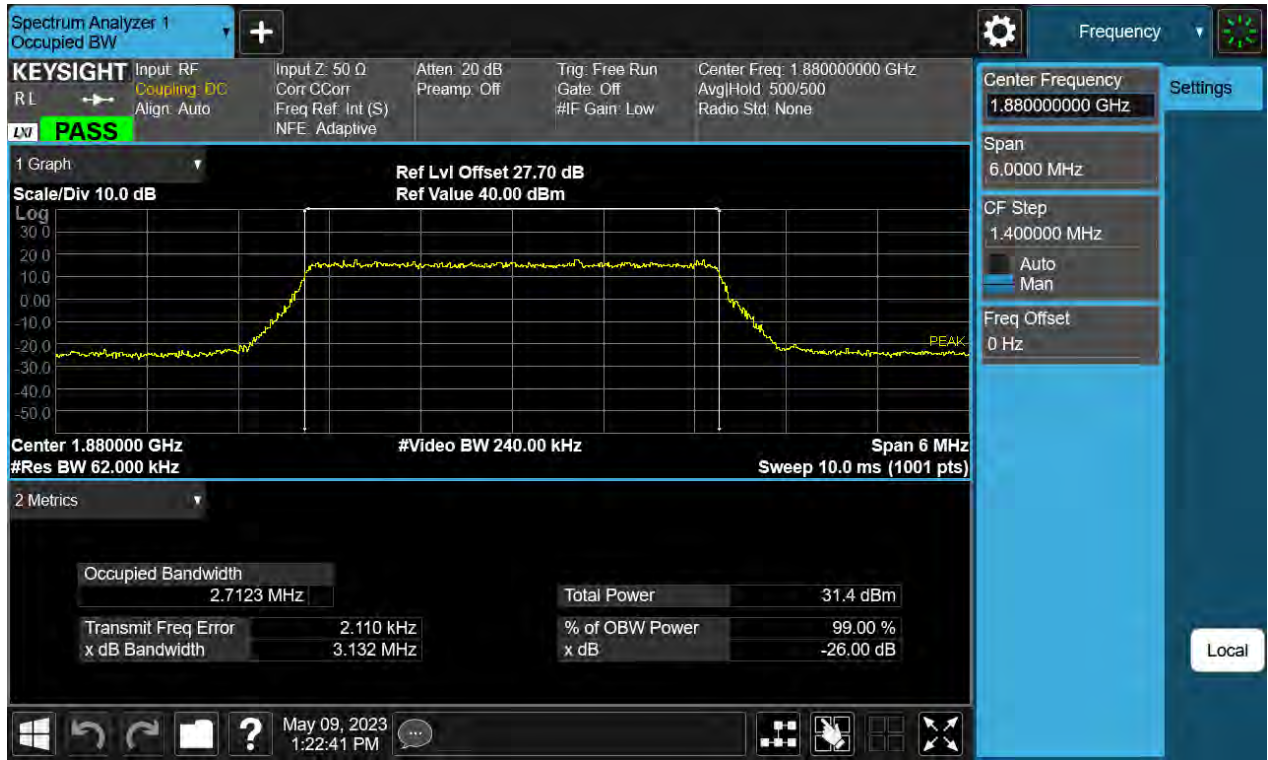 Spectrum Analyzer 1
Occupied BW
Frequency
KEYSIGHT
RL
LXI
PASS
Input: RF
Coupling: DC
Align: Auto
Input Z: 50 Ω
Corr CCorr
Freq Ref: Int (S)
NFE: Adaptive
Atten: 20 dB
Preamp: Off
Trig: Free Run
Gate: Off
#IF Gain: Low
Center Freq: 1.880000000 GHz
Avg|Hold: 500/500
Radio Std: None
1 Graph
Scale/Div 10.0 dB
Ref Lvl Offset 27.70 dB
Ref Value 40.00 dBm
Log
30.0
20.0
10.0
0.00
-10.0
-20.0
-30.0
-40.0
-50.0
PEAK
Center 1.880000 GHz
#Video BW 240.00 kHz
Span 6 MHz
#Res BW 62.000 kHz
Sweep 10.0 ms (1001 pts)
2 Metrics
Occupied Bandwidth
2.7123 MHz
Transmit Freq Error 2.110 kHz
x dB Bandwidth 3.132 MHz
Total Power 31.4 dBm
% of OBW Power 99.00 %
x dB -26.00 dB
Center Frequency
1.880000000 GHz
Span
6.0000 MHz
CF Step
1.400000 MHz
Auto
Man
Freq Offset
0 Hz
Settings
Local
?
May 09, 2023
1:22:41 PM